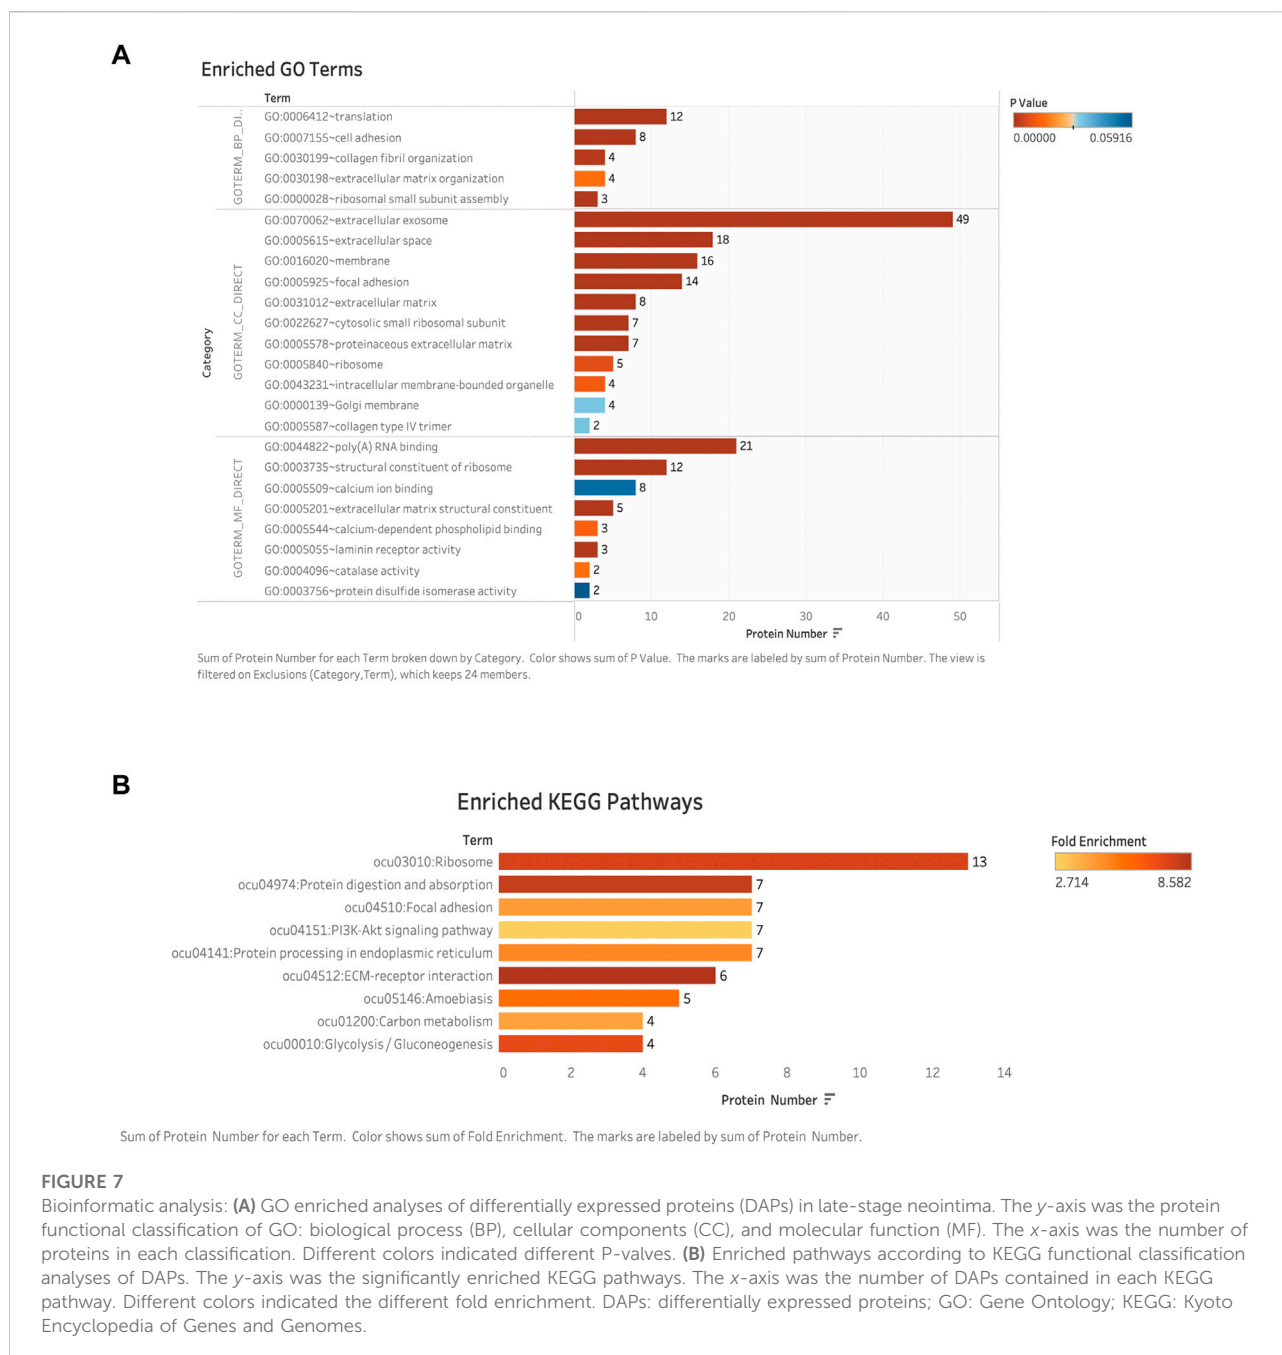 A
Enriched GO Terms
Term
P Value
0.00000 0.05916
Category
GOTERM_BP_DI..
GO:0006412~translation 12
GO:0007155~cell adhesion 8
GO:0030199~collagen fibril organization 4
GO:0030198~extracellular matrix organization 4
GO:0000028~ribosomal small subunit assembly 3
GOTERM_CC_DIRECT
GO:0070062~extracellular exosome 49
GO:0005615~extracellular space 18
GO:0016020~membrane 16
GO:0005925~focal adhesion 14
GO:0031012~extracellular matrix 8
GO:0022627~cytosolic small ribosomal subunit 7
GO:0005578~proteinaceous extracellular matrix 7
GO:0005840~ribosome 5
GO:0043231~intracellular membrane-bounded organelle 4
GO:0000139~Golgi membrane 4
GO:0005587~collagen type IV trimer 2
GOTERM_MF_DIRECT
GO:0044822~poly(A) RNA binding 21
GO:0003735~structural constituent of ribosome 12
GO:0005509~calcium ion binding 8
GO:0005201~extracellular matrix structural constituent 5
GO:0005544~calcium-dependent phospholipid binding 3
GO:0005055~laminin receptor activity 3
GO:0004096~catalase activity 2
GO:0003756~protein disulfide isomerase activity 2
0 10 20 30 40 50
Protein Number
Sum of Protein Number for each Term broken down by Category. Color shows sum of P Value. The marks are labeled by sum of Protein Number. The view is
filtered on Exclusions (Category,Term), which keeps 24 members.
B
Enriched KEGG Pathways
Term
Fold Enrichment
2.714 8.582
ocu03010:Ribosome 13
ocu04974:Protein digestion and absorption 7
ocu04510:Focal adhesion 7
ocu04151:PI3K-Akt signaling pathway 7
ocu04141:Protein processing in endoplasmic reticulum 7
ocu04512:ECM-receptor interaction 6
ocu05146:Amoebiasis 5
ocu01200:Carbon metabolism 4
ocu00010:Glycolysis / Gluconeogenesis 4
0 2 4 6 8 10 12 14
Protein Number
Sum of Protein Number for each Term. Color shows sum of Fold Enrichment. The marks are labeled by sum of Protein Number.
FIGURE 7
Bioinformatic analysis: (A) GO enriched analyses of differentially expressed proteins (DAPs) in late-stage neointima. The y-axis was the protein
functional classification of GO: biological process (BP), cellular components (CC), and molecular function (MF). The x-axis was the number of
proteins in each classification. Different colors indicated different P-valves. (B) Enriched pathways according to KEGG functional classification
analyses of DAPs. The y-axis was the significantly enriched KEGG pathways. The x-axis was the number of DAPs contained in each KEGG
pathway. Different colors indicated the different fold enrichment. DAPs: differentially expressed proteins; GO: Gene Ontology; KEGG: Kyoto
Encyclopedia of Genes and Genomes.